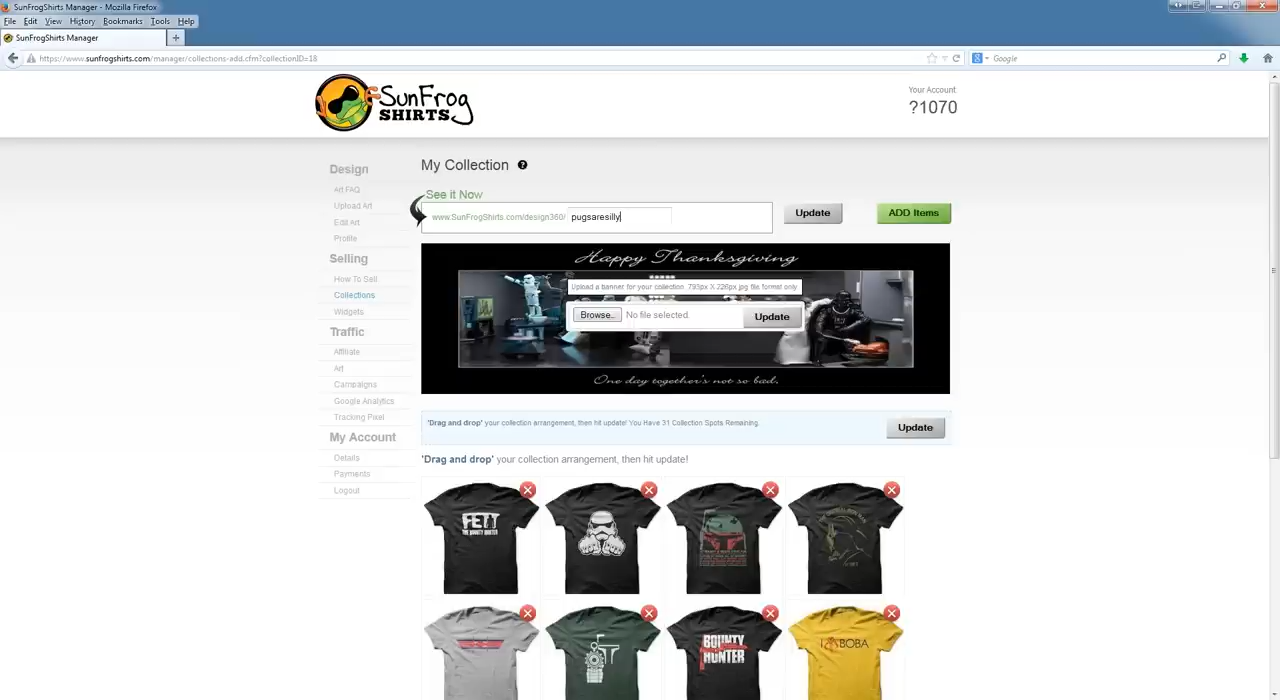 SunFrogShirts Manager - Mozilla Firefox
File Edit View History Bookmarks Tools Help
SunFrogShirts Manager
https://www.sunfrogshirts.com/manager/collections-add.cfm?collectionID=18
Google
SunFrog
SHIRTS
Your Account
?1070
Design
Art FAQ
Upload Art
Edit Art
Profile
Selling
How To Sell
Collections
Widgets
Traffic
Affiliate
Art
Campaigns
Google Analytics
Tracking Pixel
My Account
Details
Payments
Logout
My Collection
See it Now
www.SunFrogShirts.com/design360/ pugsaresilly
Update
ADD Items
Happy Thanksgiving
Upload a banner for your collection. 793px X 226px jpg file format only.
Browse.. No file selected.
Update
One day together's not so bad.
'Drag and drop' your collection arrangement, then hit update! You Have 31 Collection Spots Remaining.
Update
'Drag and drop' your collection arrangement, then hit update!
FETT
THE BOUNTY HUNTER
BOUNTY
HUNTER
BOBA